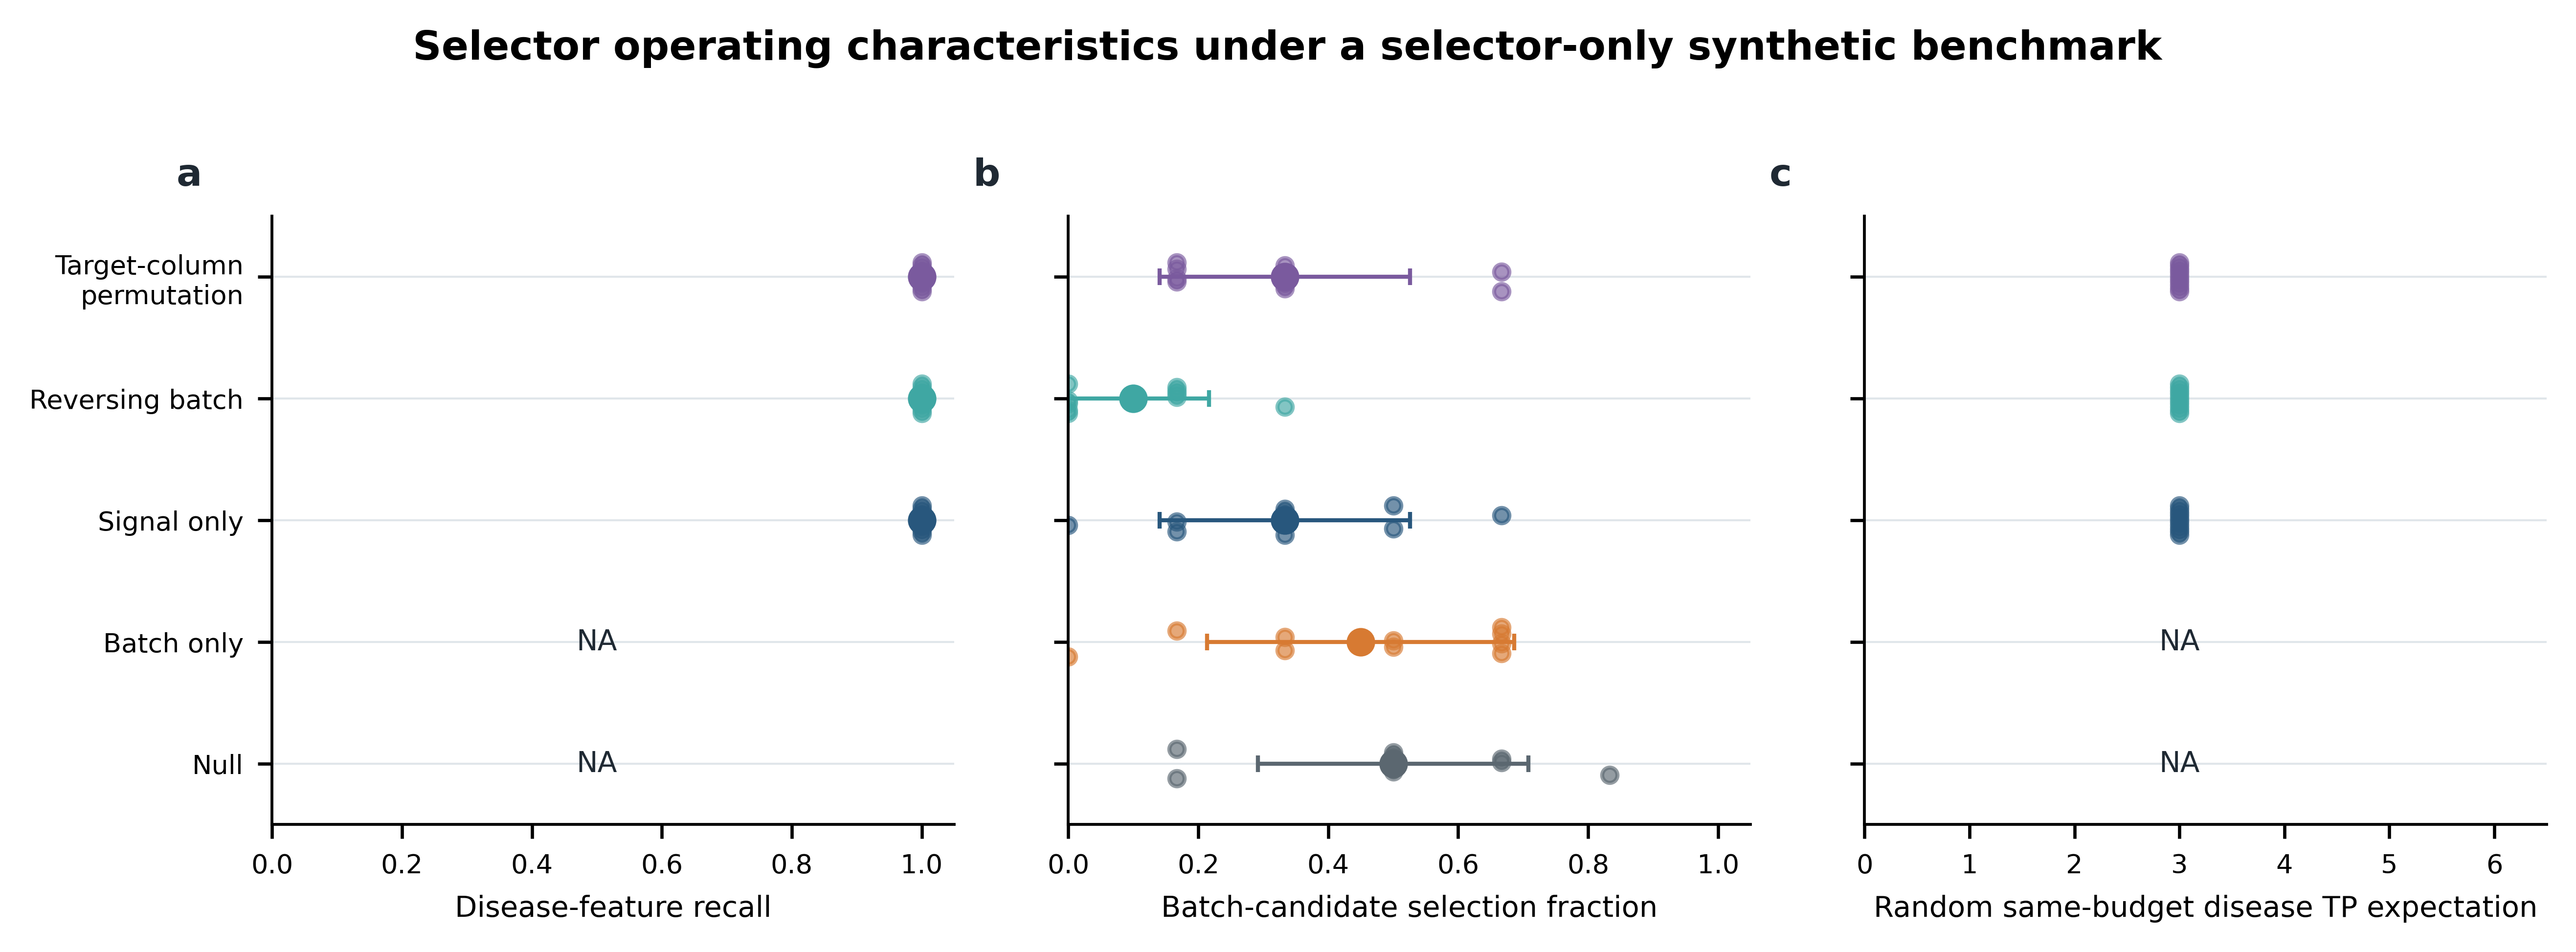 Selector operating characteristics under a selector-only synthetic benchmark
a
Target-column
permutation
Reversing batch
Signal only
Batch only
Null
NA
NA
0.0 0.2 0.4 0.6 0.8 1.0
Disease-feature recall
b
0.0 0.2 0.4 0.6 0.8 1.0
Batch-candidate selection fraction
c
NA
NA
0 1 2 3 4 5 6
Random same-budget disease TP expectation